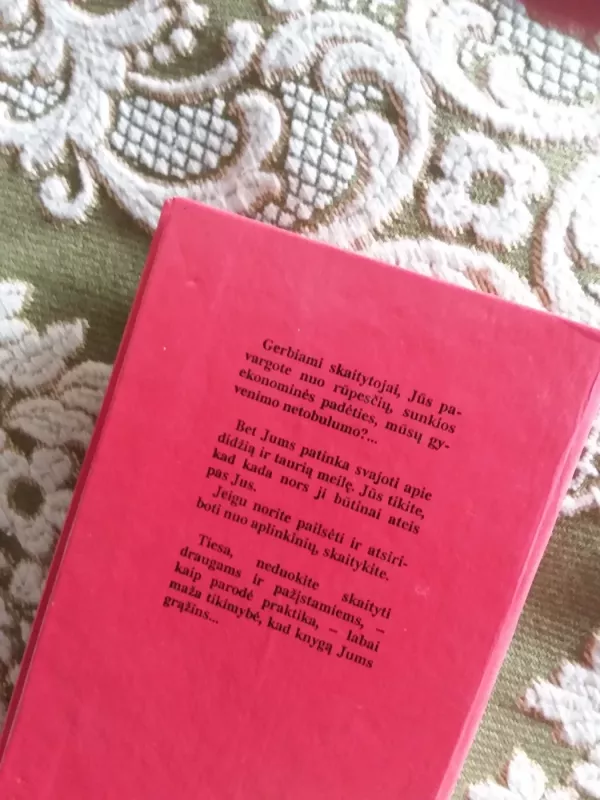 Gerbiami skaitytojai, Jūs pa-
vargote nuo rūpesčių, sunkios
ekonominės padėties, mūsų gy-
venimo netobulumo?...
Bet Jums patinka svajoti apie
didžią ir taurią meilę. Jūs tikite,
kad kada nors ji būtinai ateis
pas Jus.
Jeigu norite pailsėti ir atsiri-
boti nuo aplinkinių, skaitykite.
Tiesa, neduokite skaityti
draugams ir pažįstamiems, –
kaip parodė praktika, – labai
maža tikimybė, kad knygą Jums
grąžins...